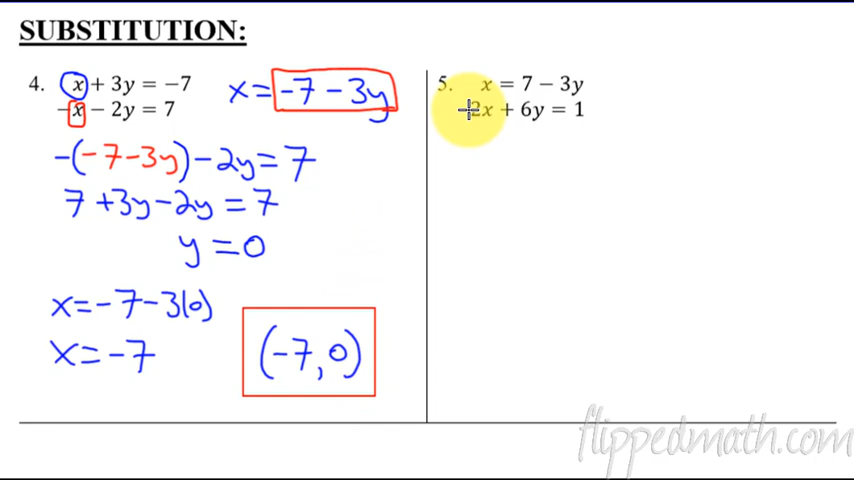 SUBSTITUTION:
4. x + 3y = −7
−x − 2y = 7
x = −7 − 3y
−(−7−3y) − 2y = 7
7 + 3y − 2y = 7
y = 0
x = −7 − 3(0)
x = −7
(−7, 0)
5. x = 7 − 3y
2x + 6y = 1
flippedmath.com